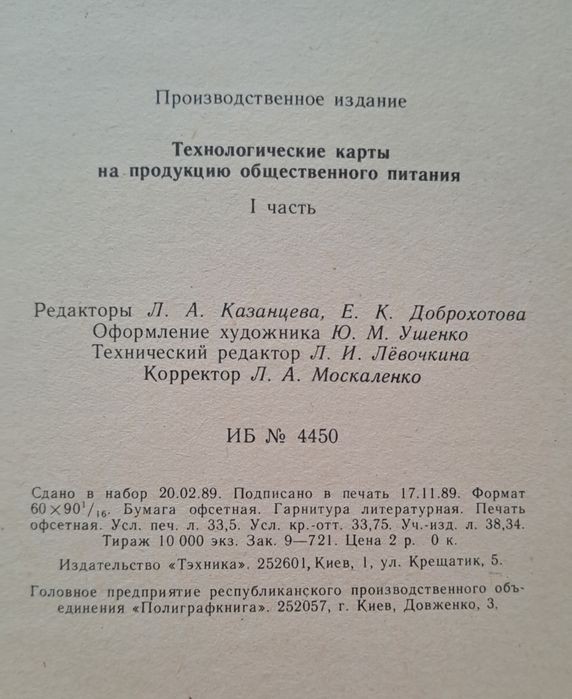 Производственное издание
Технологические карты
на продукцию общественного питания
I часть
Редакторы Л. А. Казанцева, Е. К. Доброхотова
Оформление художника Ю. М. Ушенко
Технический редактор Л. И. Лёвочкина
Корректор Л. А. Москаленко
ИБ № 4450
Сдано в набор 20.02.89. Подписано в печать 17.11.89. Формат
60×90¹/₁₆. Бумага офсетная. Гарнитура литературная. Печать
офсетная. Усл. печ. л. 33,5. Усл. кр.-отт. 33,75. Уч.-изд. л. 38,34.
Тираж 10 000 экз. Зак. 9—721. Цена 2 р. 0 к.
Издательство «Тэхника». 252601, Киев, 1, ул. Крещатик, 5.
Головное предприятие республиканского производственного объ-
единения «Полиграфкнига». 252057, г. Киев, Довженко, 3.